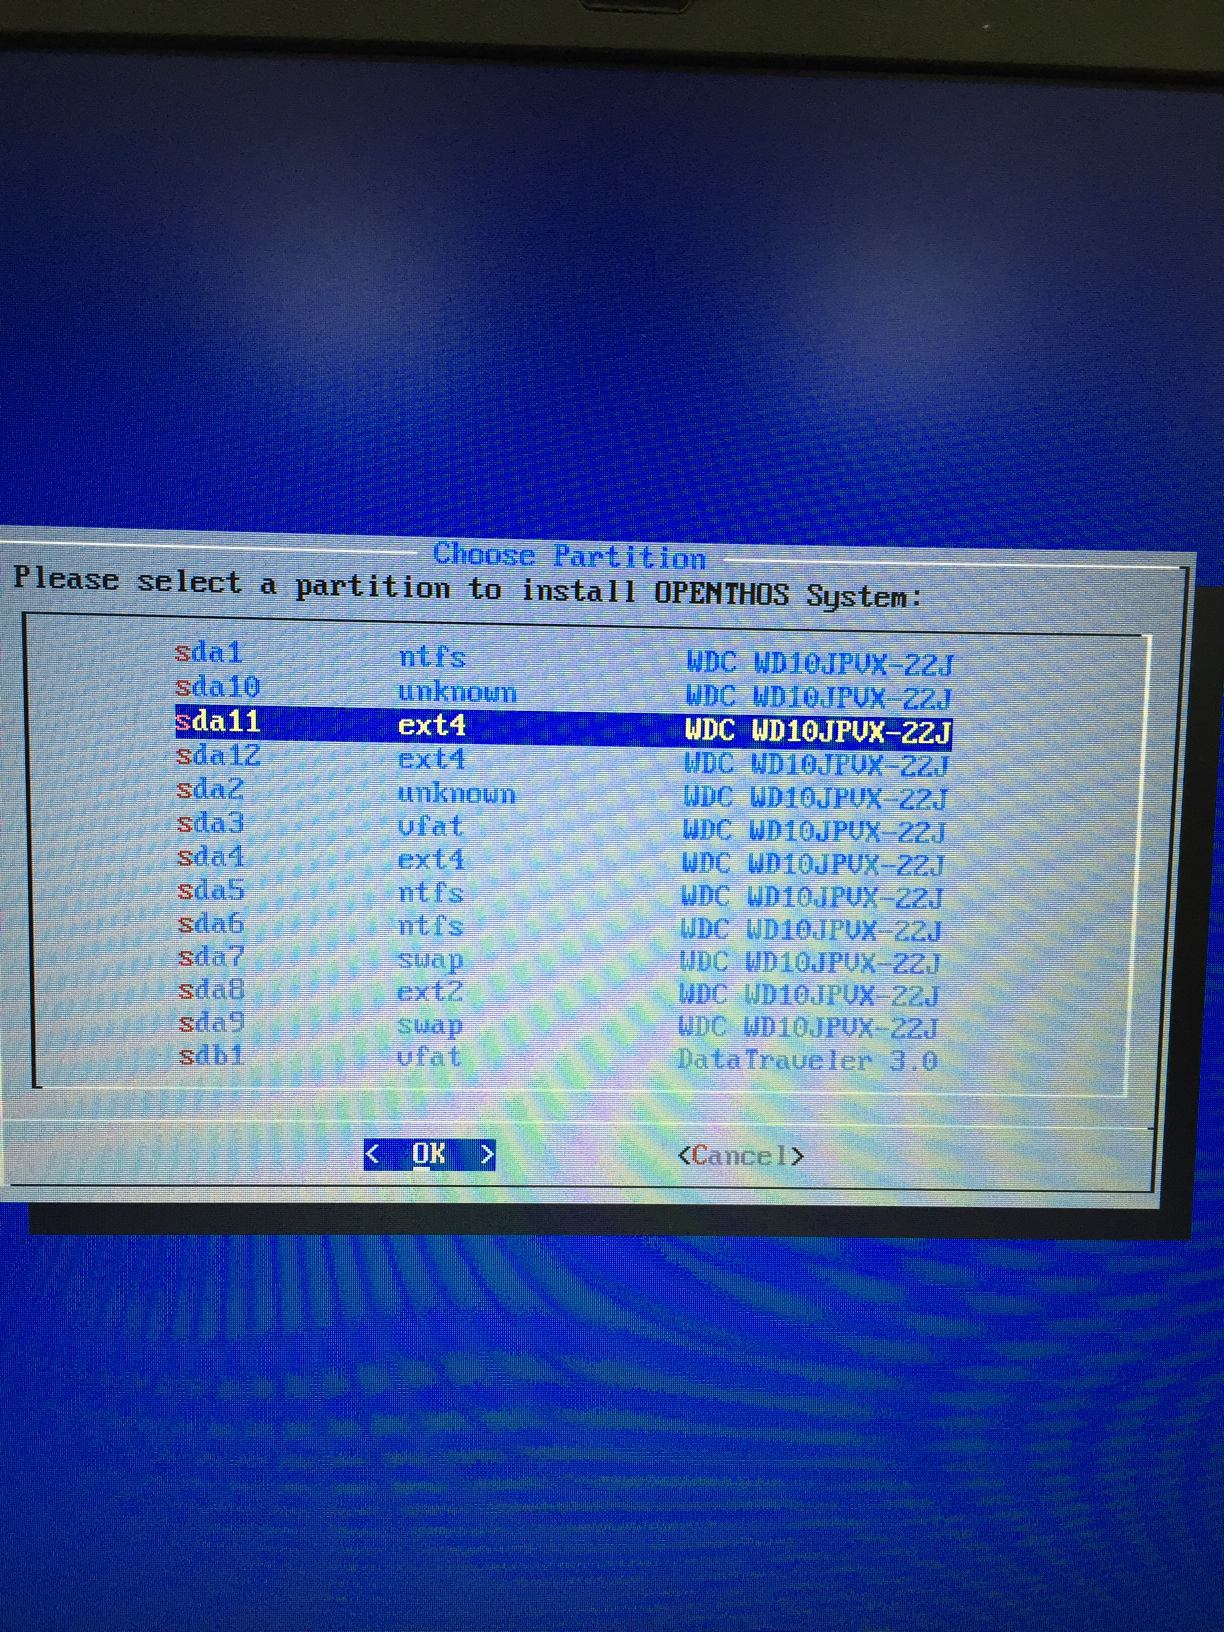 Choose Partition
Please select a partition to install OPENTHOS System:
sda1 ntfs WDC WD10JPVX-22J
sda10 unknown WDC WD10JPVX-22J
sda11 ext4 WDC WD10JPVX-22J
sda12 ext4 WDC WD10JPVX-22J
sda2 unknown WDC WD10JPVX-22J
sda3 vfat WDC WD10JPVX-22J
sda4 ext4 WDC WD10JPVX-22J
sda5 ntfs WDC WD10JPVX-22J
sda6 ntfs WDC WD10JPVX-22J
sda7 swap WDC WD10JPVX-22J
sda8 ext2 WDC WD10JPVX-22J
sda9 swap WDC WD10JPVX-22J
sdb1 vfat DataTraveler 3.0
< OK > <Cancel>